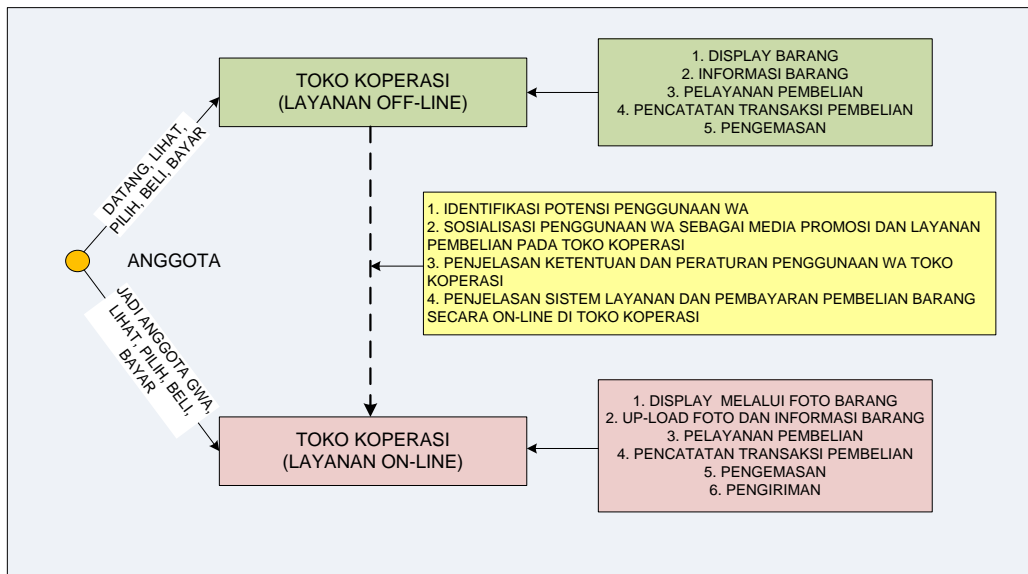 TOKO KOPERASI
(LAYANAN OFF-LINE)
1. DISPLAY BARANG
2. INFORMASI BARANG
3. PELAYANAN PEMBELIAN
4. PENCATATAN TRANSAKSI PEMBELIAN
5. PENGEMASAN
DATANG, LIHAT,
PILIH, BELI, BAYAR
ANGGOTA
1. IDENTIFIKASI POTENSI PENGGUNAAN WA
2. SOSIALISASI PENGGUNAAN WA SEBAGAI MEDIA PROMOSI DAN LAYANAN
PEMBELIAN PADA TOKO KOPERASI
3. PENJELASAN KETENTUAN DAN PERATURAN PENGGUNAAN WA TOKO
KOPERASI
4. PENJELASAN SISTEM LAYANAN DAN PEMBAYARAN PEMBELIAN BARANG
SECARA ON-LINE DI TOKO KOPERASI
JADI ANGGOTA GWA,
LIHAT, PILIH, BELI,
BAYAR
TOKO KOPERASI
(LAYANAN ON-LINE)
1. DISPLAY  MELALUI FOTO BARANG
2. UP-LOAD FOTO DAN INFORMASI BARANG
3. PELAYANAN PEMBELIAN
4. PENCATATAN TRANSAKSI PEMBELIAN
5. PENGEMASAN
6. PENGIRIMAN